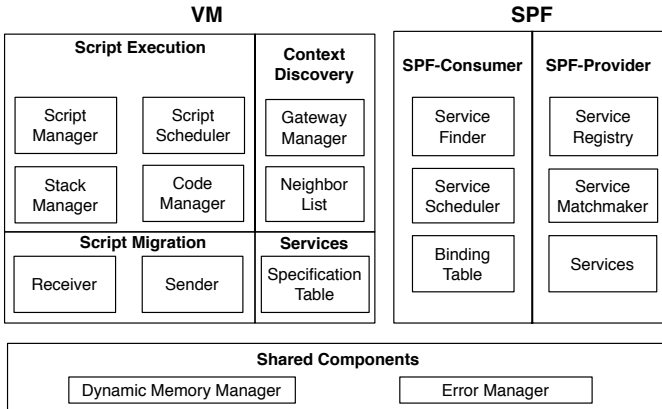 VM
SPF
Script Execution
Context
Discovery
SPF-Consumer
SPF-Provider
Script
Manager
Script
Scheduler
Gateway
Manager
Service
Finder
Service
Registry
Stack
Manager
Code
Manager
Neighbor
List
Service
Scheduler
Service
Matchmaker
Script Migration
Services
Receiver
Sender
Specification
Table
Binding
Table
Services
Shared Components
Dynamic Memory Manager
Error Manager